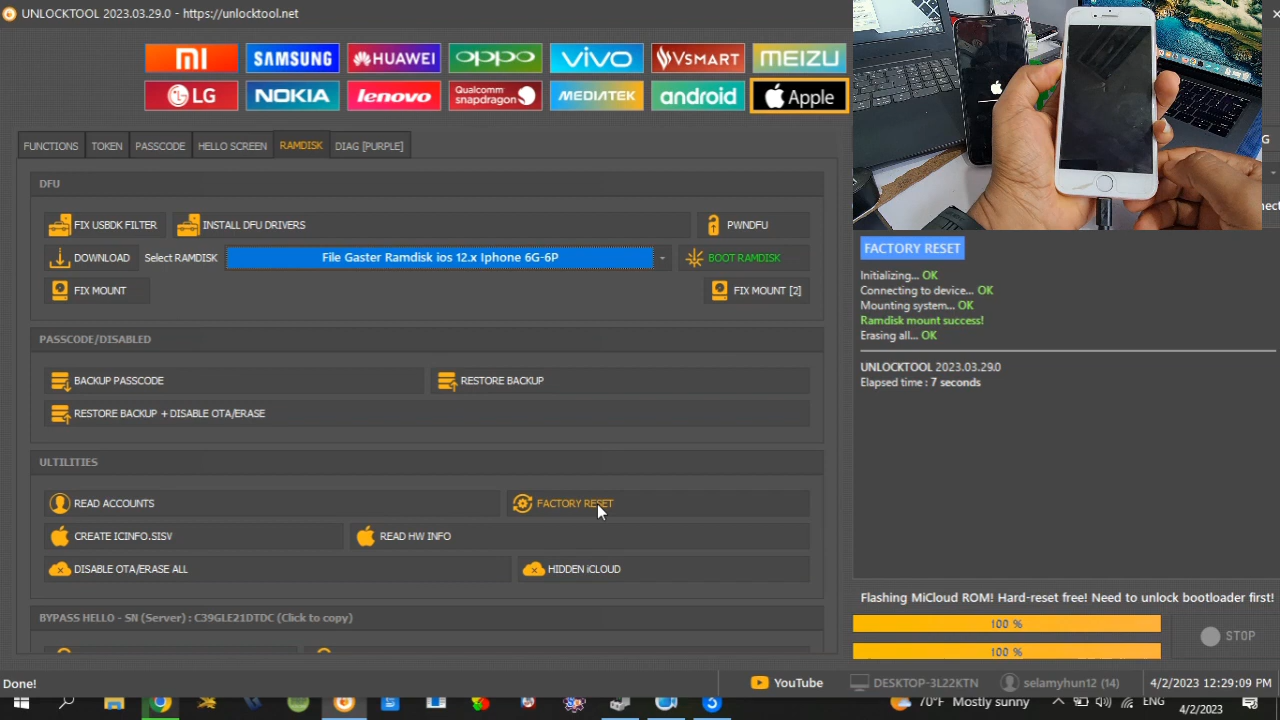 UNLOCKTOOL 2023.03.29.0 - https://unlocktool.net
SAMSUNG HUAWEI oppo vivo VSMART MEIZU
LG NOKIA lenovo Qualcomm snapdragon MEDIATEK android Apple
FUNCTIONS TOKEN PASSCODE HELLO SCREEN RAMDISK DIAG [PURPLE]
DFU
FIX USBDK FILTER INSTALL DFU DRIVERS PWNDFU
DOWNLOAD Select RAMDISK File Gaster Ramdisk ios 12.x Iphone 6G-6P BOOT RAMDISK
FIX MOUNT FIX MOUNT [2]
PASSCODE/DISABLED
BACKUP PASSCODE RESTORE BACKUP
RESTORE BACKUP + DISABLE OTA/ERASE
ULTILITIES
READ ACCOUNTS FACTORY RESET
CREATE ICINFO.SISV READ HW INFO
DISABLE OTA/ERASE ALL HIDDEN iCLOUD
BYPASS HELLO - SN (Server) : C39GLE21DTDC (Click to copy)
FACTORY RESET
Initializing... OK
Connecting to device... OK
Mounting system... OK
Ramdisk mount success!
Erasing all... OK
UNLOCKTOOL 2023.03.29.0
Elapsed time : 7 seconds
Flashing MiCloud ROM! Hard-reset free! Need to unlock bootloader first!
100 %
100 %
STOP
Done! YouTube DESKTOP-3L22KTN selamyhun12 (14) 4/2/2023 12:29:09 PM
70°F Mostly sunny ENG
4/2/2023